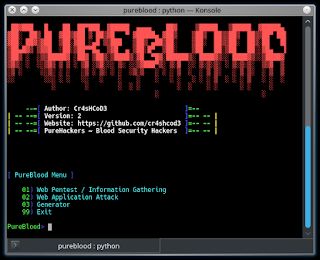 pureblood : python — Konsole
PUREBLOOD
--=[ Author: Cr4sHCoD3 ]=--
| -- --=[ Version: 2 ]=-- -- |
| -- --=[ Website: https://github.com/cr4shcod3 ]=-- -- |
| -- --=[ PureHackers ~ Blood Security Hackers ]=-- -- |
[ PureBlood Menu ]
01) Web Pentest / Information Gathering
02) Web Application Attack
03) Generator
99) Exit
PureBlood>
pureblood : python